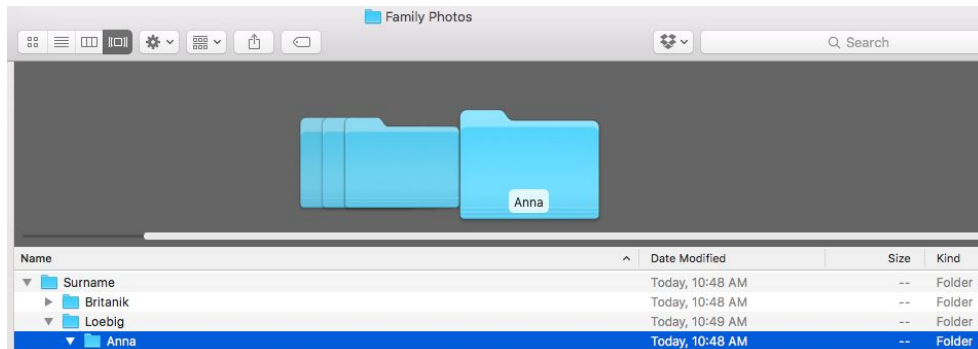 Family Photos
Search
Anna
Name Date Modified Size Kind
Surname Today, 10:48 AM -- Folder
Britanik Today, 10:48 AM -- Folder
Loebig Today, 10:49 AM -- Folder
Anna Today, 10:48 AM -- Folder